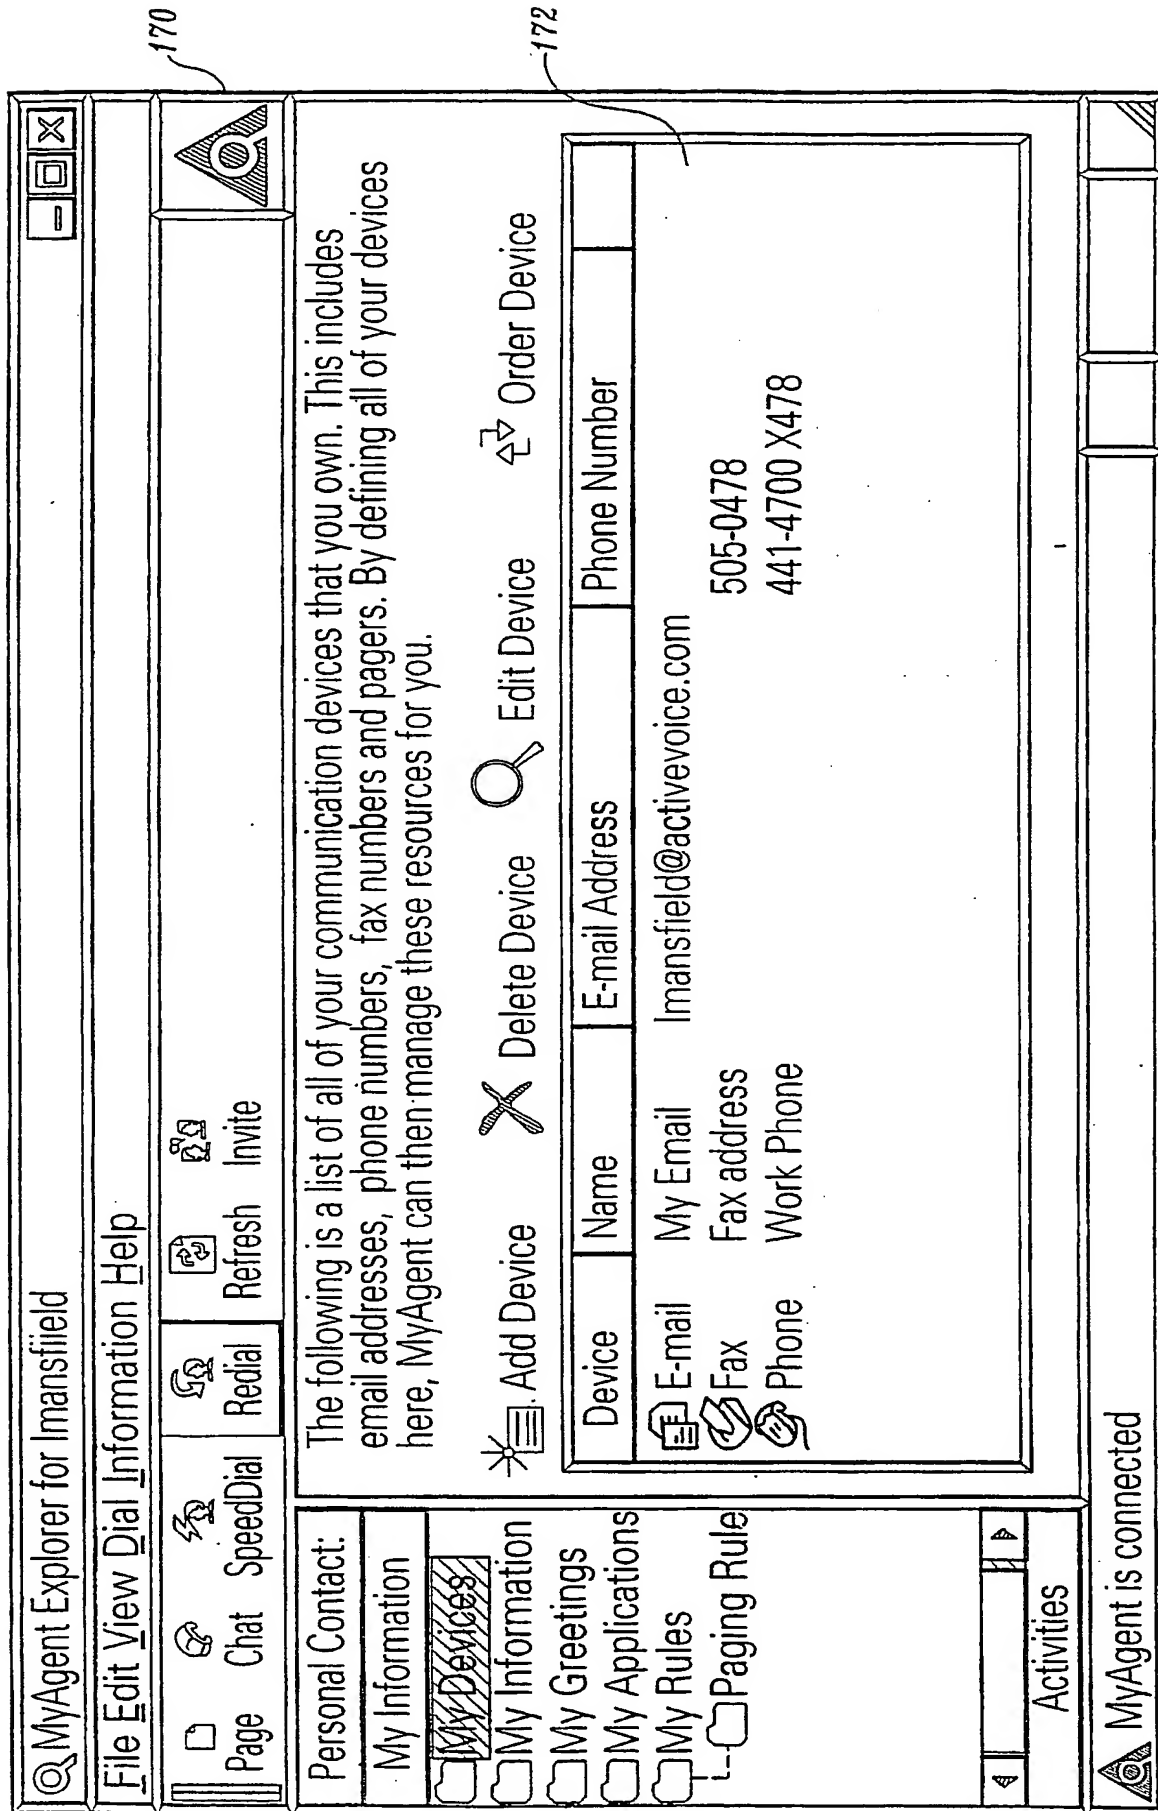 MyAgent Explorer for lmansfiield
File Edit View Dial Information Help
Page Chat SpeedDial Redial Refresh Invite
170
Personal Contact:
My Information
My Devices
My Information
My Greetings
My Applications
My Rules
Paging Rule
Activities
The following is a list of all of your communication devices that you own. This includes
email addresses, phone numbers, fax numbers and pagers. By defining all of your devices
here, MyAgent can then manage these resources for you.
Add Device Delete Device Edit Device Order Device
172
Device Name E-mail Address Phone Number
E-mail My Email lmansfield@activevoice.com
Fax Fax address 505-0478
Phone Work Phone 441-4700 X478
MyAgent is connected